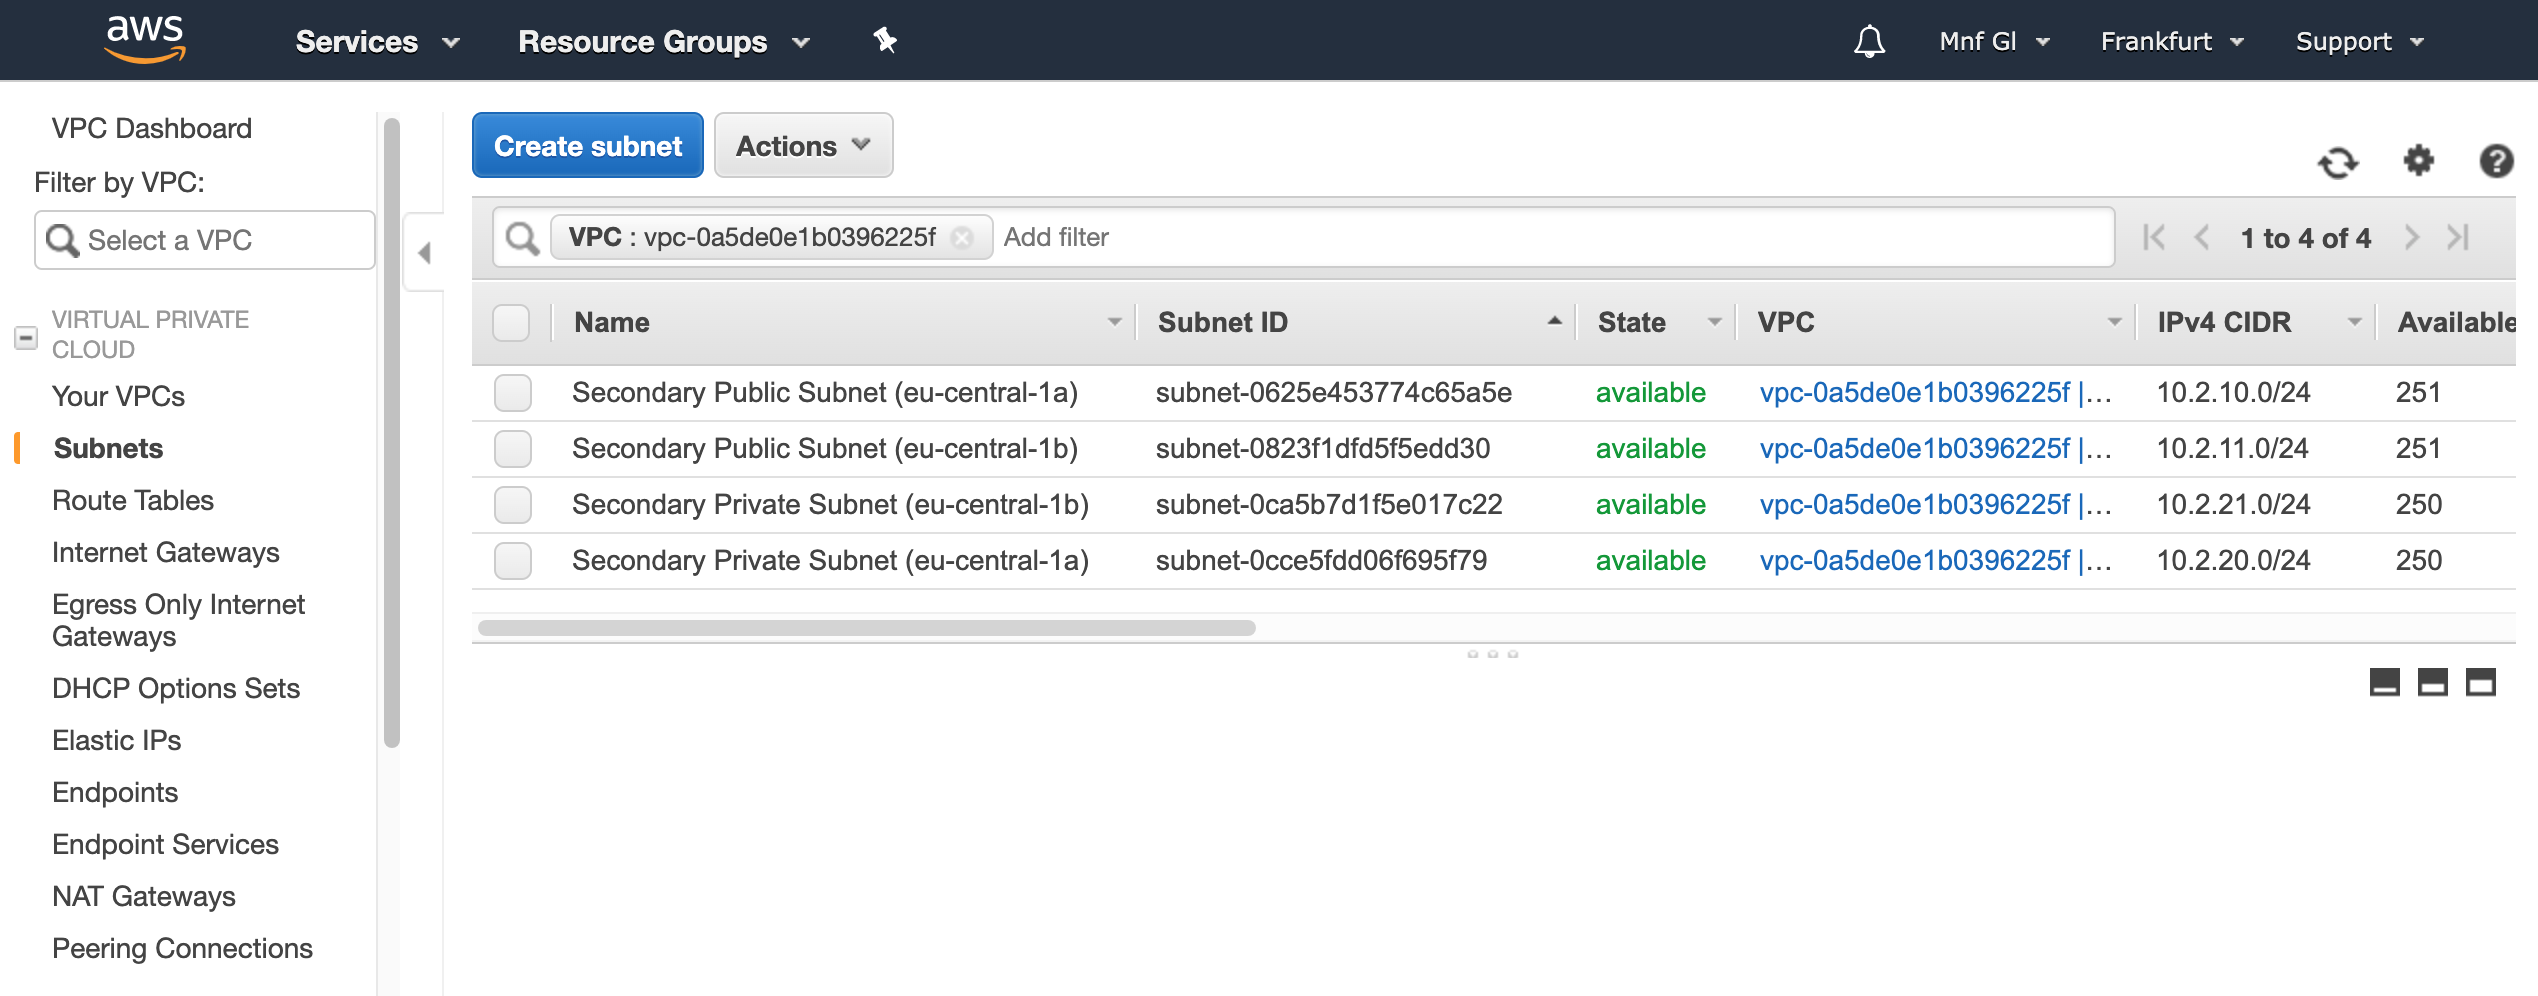 aws Services Resource Groups Mnf Gl Frankfurt Support
VPC Dashboard
Filter by VPC:
Select a VPC
VIRTUAL PRIVATE
CLOUD
Your VPCs
Subnets
Route Tables
Internet Gateways
Egress Only Internet
Gateways
DHCP Options Sets
Elastic IPs
Endpoints
Endpoint Services
NAT Gateways
Peering Connections
Create subnet Actions
VPC : vpc-0a5de0e1b0396225f Add filter 1 to 4 of 4
Name Subnet ID State VPC IPv4 CIDR Available
Secondary Public Subnet (eu-central-1a) subnet-0625e453774c65a5e available vpc-0a5de0e1b0396225f |... 10.2.10.0/24 251
Secondary Public Subnet (eu-central-1b) subnet-0823f1dfd5f5edd30 available vpc-0a5de0e1b0396225f |... 10.2.11.0/24 251
Secondary Private Subnet (eu-central-1b) subnet-0ca5b7d1f5e017c22 available vpc-0a5de0e1b0396225f |... 10.2.21.0/24 250
Secondary Private Subnet (eu-central-1a) subnet-0cce5fdd06f695f79 available vpc-0a5de0e1b0396225f |... 10.2.20.0/24 250